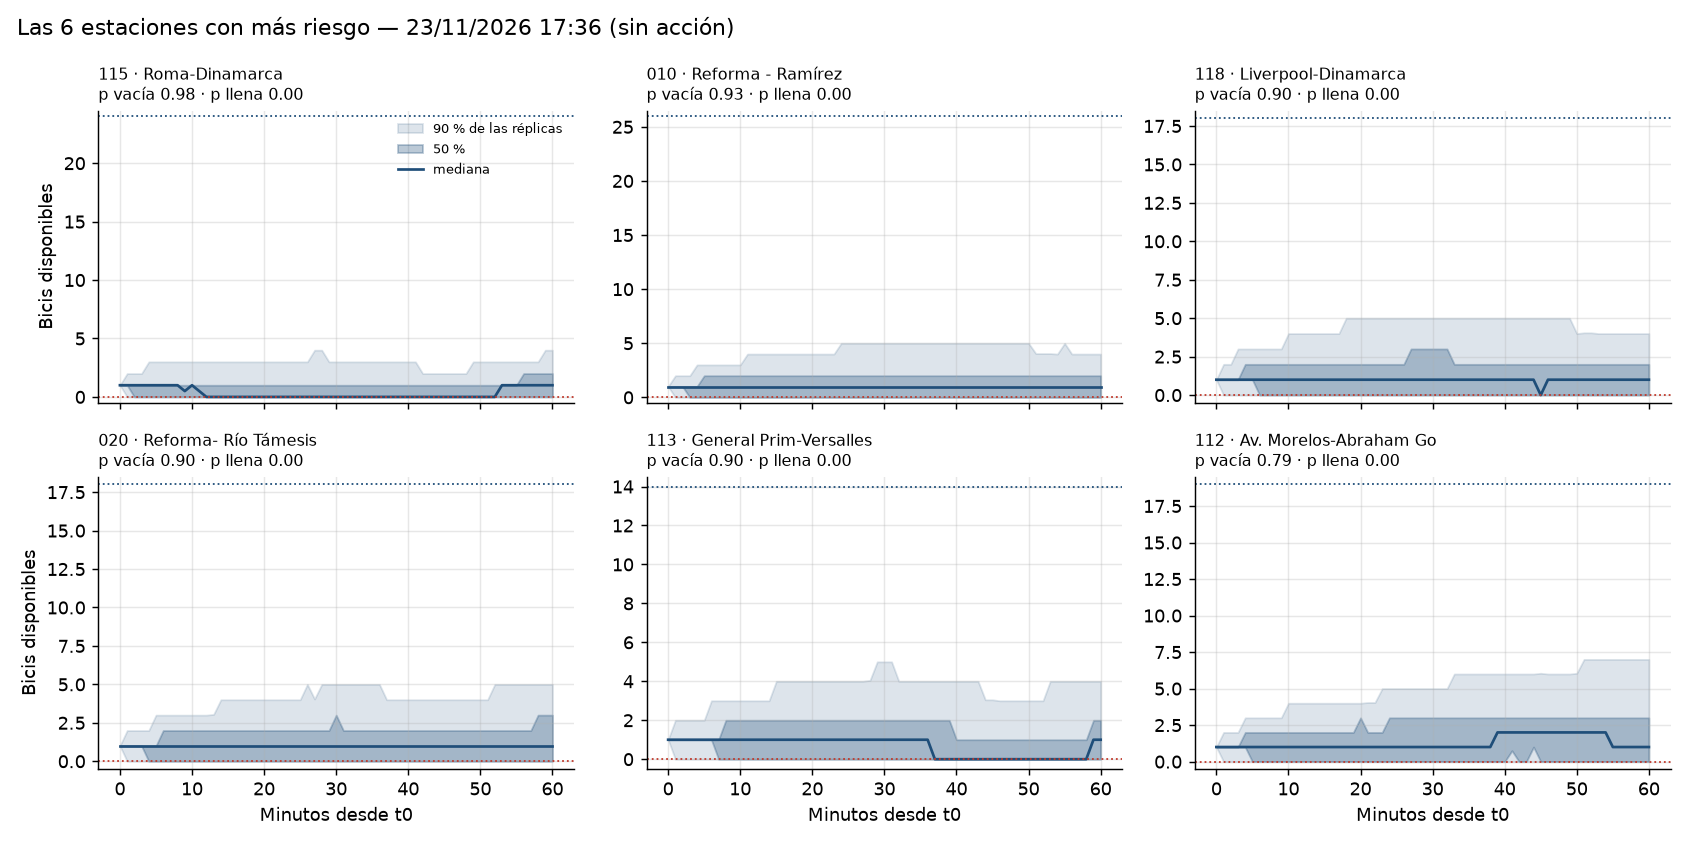 Las 6 estaciones con más riesgo — 23/11/2026 17:36 (sin acción)
115 · Roma-Dinamarca
p vacía 0.98 · p llena 0.00
Bicis disponibles
20
15
10
5
0
90 % de las réplicas
50 %
mediana
010 · Reforma - Ramírez
p vacía 0.93 · p llena 0.00
25
20
15
10
5
0
118 · Liverpool-Dinamarca
p vacía 0.90 · p llena 0.00
17.5
15.0
12.5
10.0
7.5
5.0
2.5
0.0
020 · Reforma- Río Támesis
p vacía 0.90 · p llena 0.00
Bicis disponibles
17.5
15.0
12.5
10.0
7.5
5.0
2.5
0.0
0 10 20 30 40 50 60
Minutos desde t0
113 · General Prim-Versalles
p vacía 0.90 · p llena 0.00
14
12
10
8
6
4
2
0
0 10 20 30 40 50 60
Minutos desde t0
112 · Av. Morelos-Abraham Go
p vacía 0.79 · p llena 0.00
17.5
15.0
12.5
10.0
7.5
5.0
2.5
0.0
0 10 20 30 40 50 60
Minutos desde t0